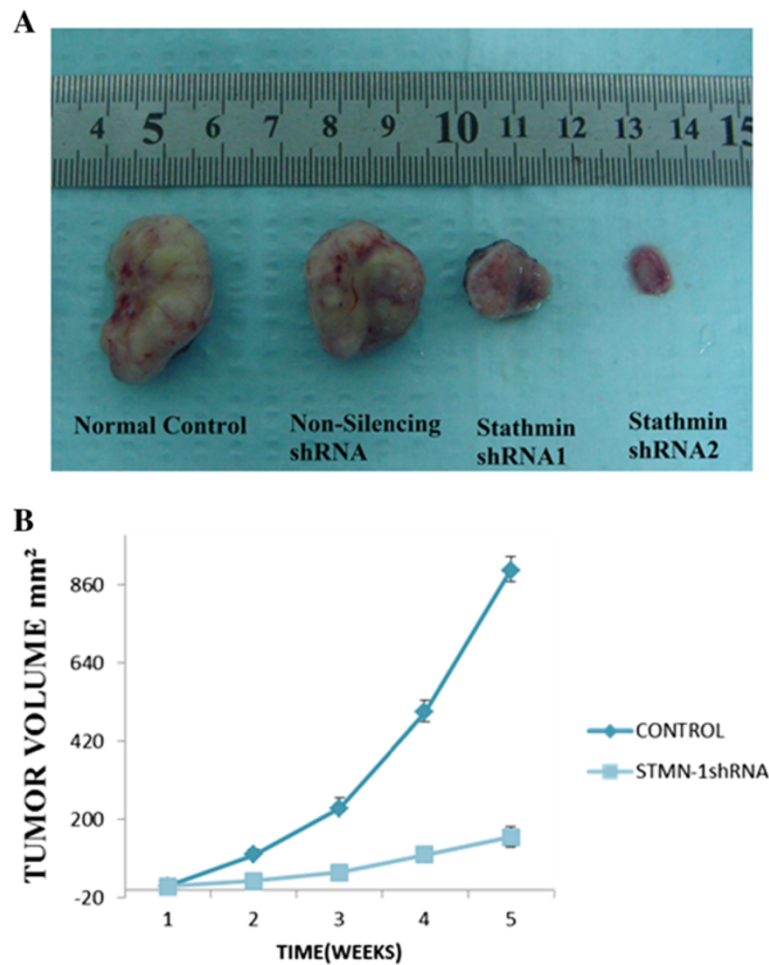 A
4 5 6 7 8 9 10 11 12 13 14 15
Normal Control
Non-Silencing
shRNA
Stathmin
shRNA1
Stathmin
shRNA2
B
TUMOR VOLUME mm²
860
640
420
200
-20
1 2 3 4 5
TIME(WEEKS)
CONTROL
STMN-1shRNA